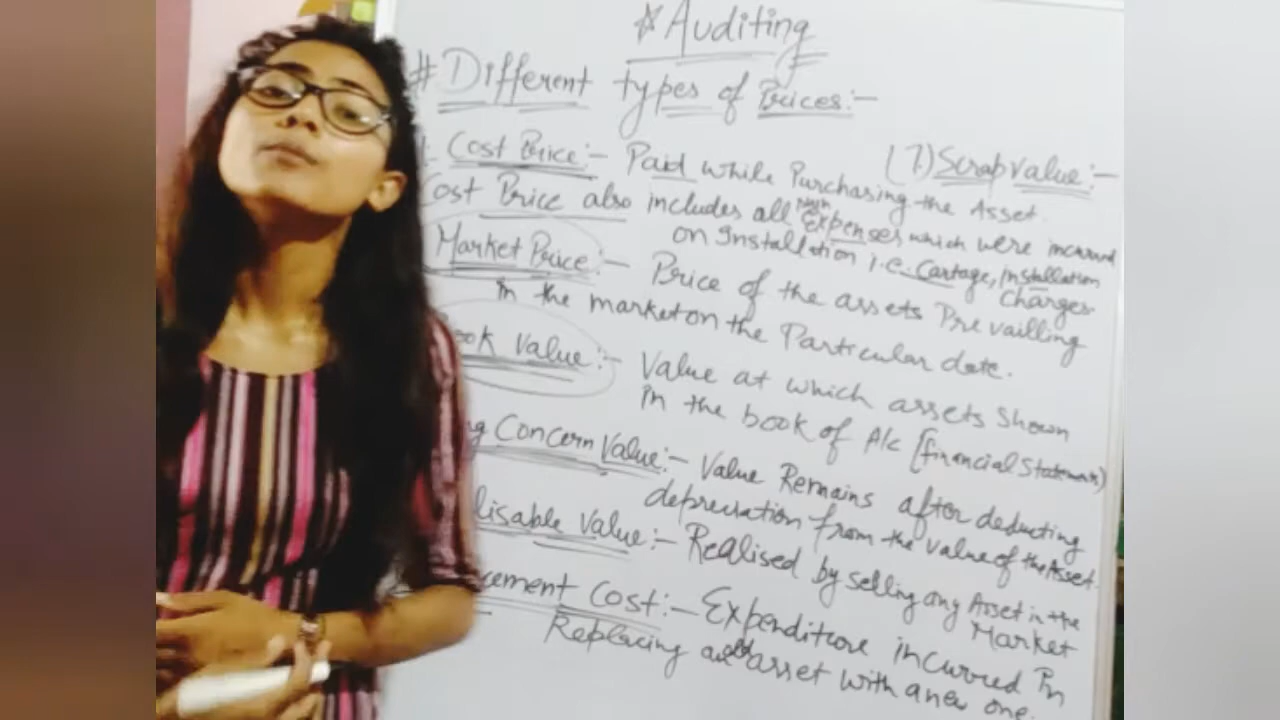 *Auditing
# Different types of Prices:-
Cost Price:- Paid while Purchasing the Asset.
(7) Scrap Value:-
Cost Price also includes all Expenses which were incurred
on Installation i.e. Cartage, installation
Charges
Market Price:- Price of the assets Prevailling
in the market on the Particular date.
ook Value:- Value at which assets shown
in the book of A/c [financial Statements)
ng Concern Value:- Value Remains after deducting
depreciation from the value of the Asset.
lisable Value:- Realised by selling any Asset in the
Market
cement Cost:- Expenditure incurred in
Replacing an old asset with a new one.